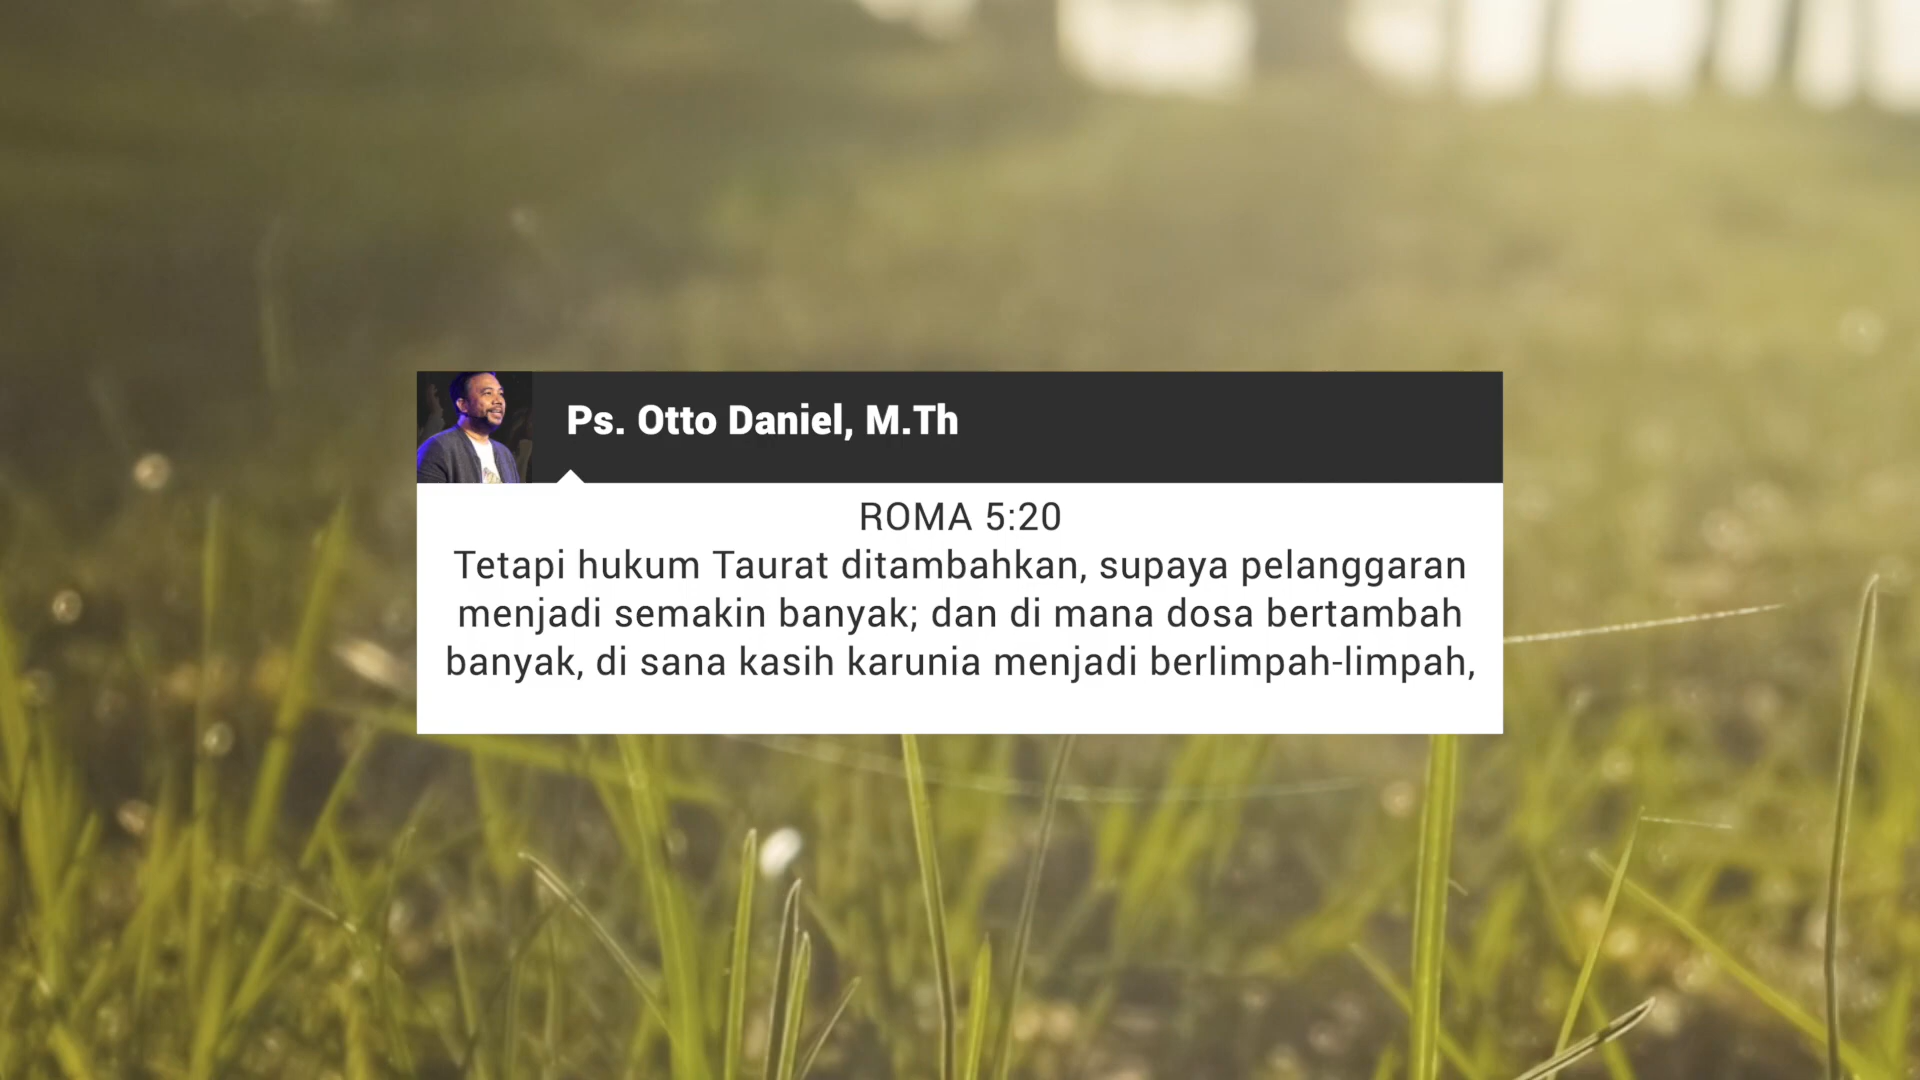 Ps. Otto Daniel, M.Th
ROMA 5:20
Tetapi hukum Taurat ditambahkan, supaya pelanggaran
menjadi semakin banyak; dan di mana dosa bertambah
banyak, di sana kasih karunia menjadi berlimpah-limpah,